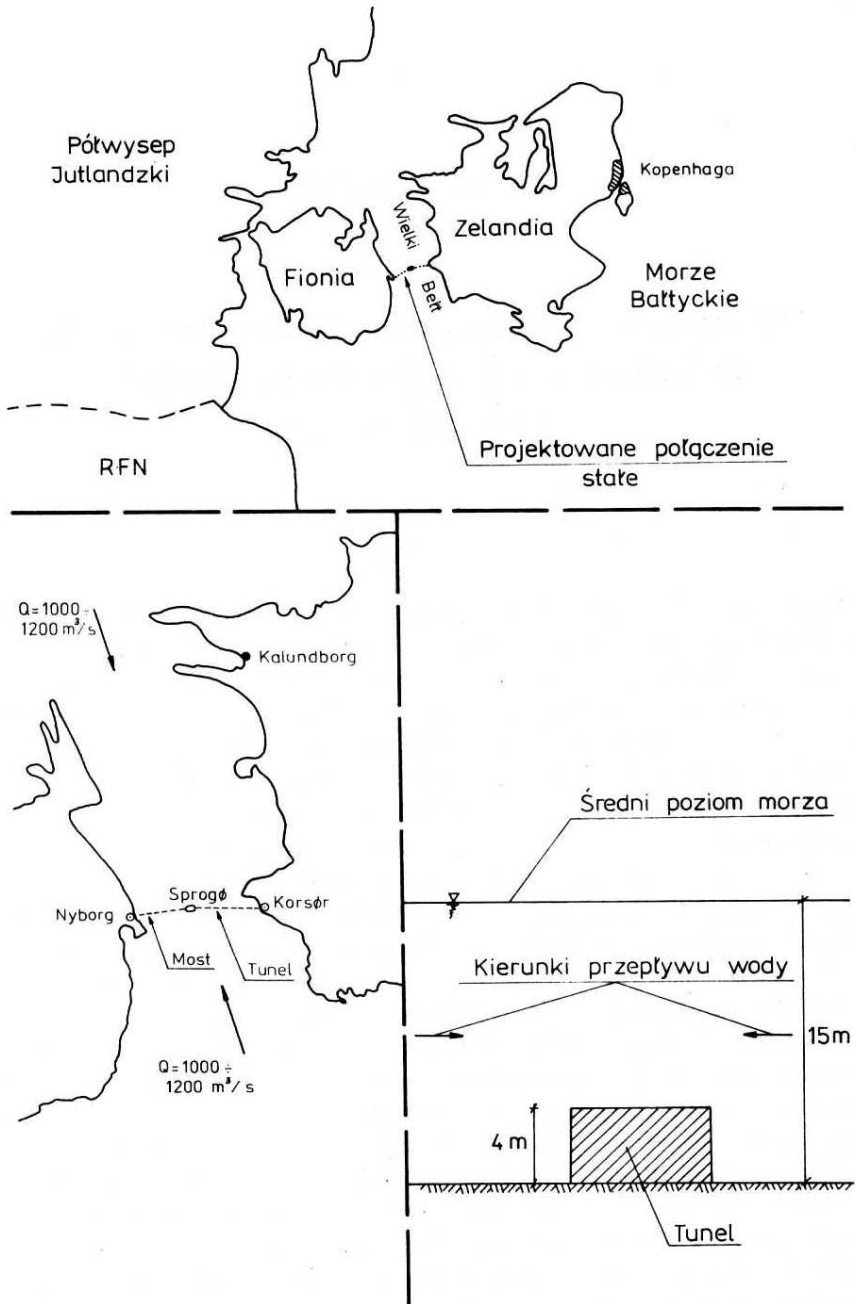 Półwysep
Jutlandzki
Kopenhaga
Wielki
Bełt
Zelandia
Fionia
Morze
Bałtyckie
Projektowane połączenie
stałe
RFN
Q=1000÷
1200 m³/s
Kalundborg
Średni poziom morza
Sprogø
Nyborg
Korsør
Most
Tunel
Kierunki przepływu wody
15m
Q=1000÷
1200 m³/s
4 m
Tunel